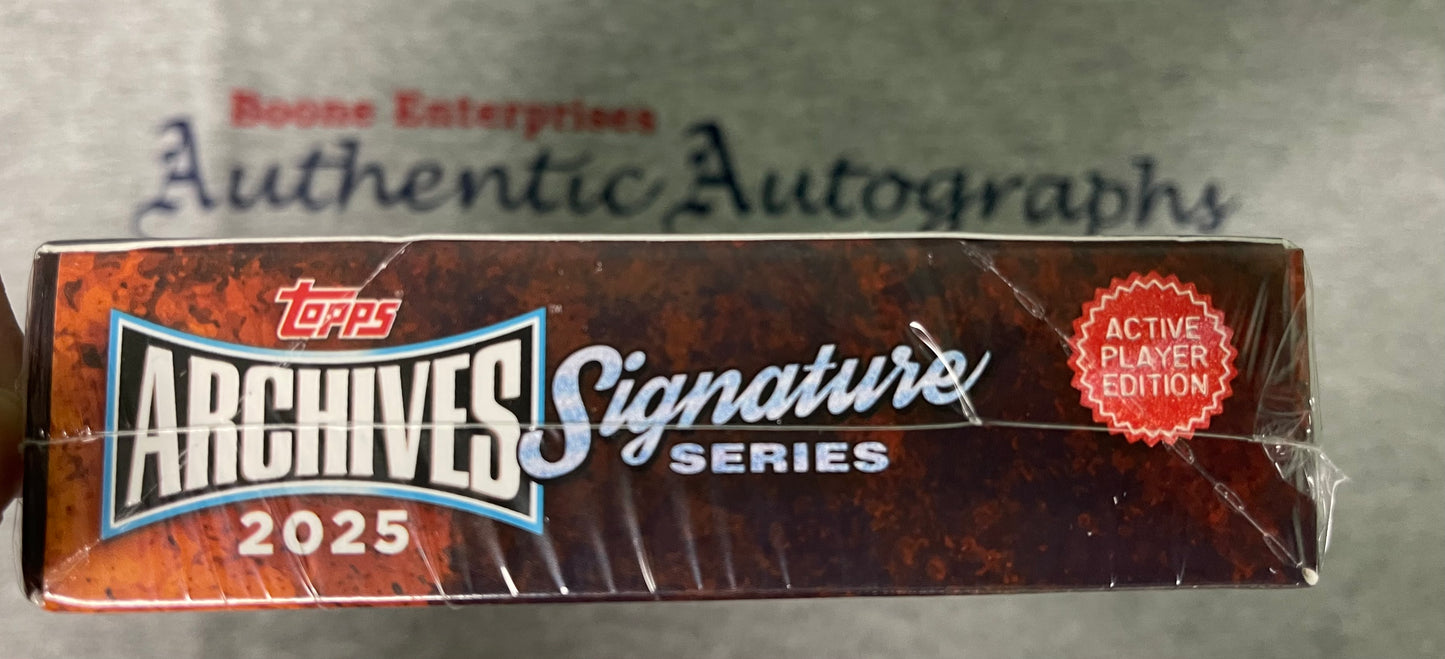 Boone Enterprises
Authentic Autographs
Topps
ARCHIVES
Signature
SERIES
2025
ACTIVE
PLAYER
EDITION